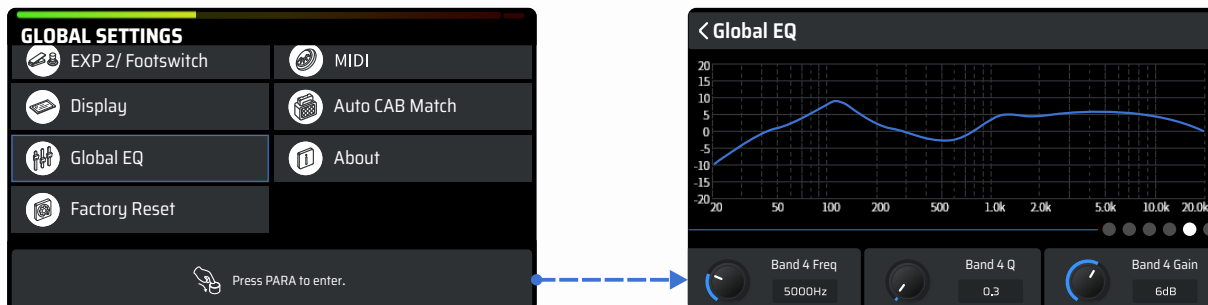 GLOBAL SETTINGS
EXP 2/ Footswitch
MIDI
Display
Auto CAB Match
Global EQ
About
Factory Reset
Press PARA to enter.
Global EQ
20
15
10
5
0
-5
-10
-15
-20
20 50 100 200 500 1.0k 2.0k 5.0k 10.0k 20.0k
Band 4 Freq
5000Hz
Band 4 Q
0.3
Band 4 Gain
6dB